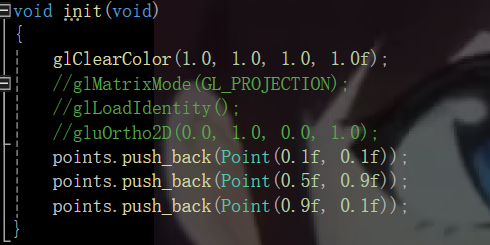 void init(void)
{
glClearColor(1.0, 1.0, 1.0, 1.0f);
//glMatrixMode(GL_PROJECTION);
//glLoadIdentity();
//gluOrtho2D(0.0, 1.0, 0.0, 1.0);
points.push_back(Point(0.1f, 0.1f));
points.push_back(Point(0.5f, 0.9f));
points.push_back(Point(0.9f, 0.1f));
}